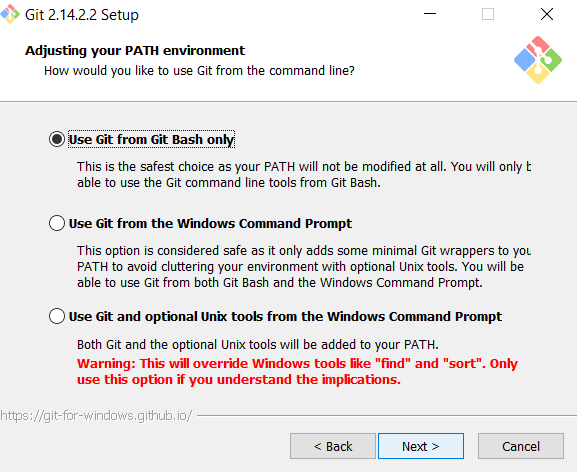 Git 2.14.2.2 Setup
Adjusting your PATH environment
How would you like to use Git from the command line?
Use Git from Git Bash only
This is the safest choice as your PATH will not be modified at all. You will only b
able to use the Git command line tools from Git Bash.
Use Git from the Windows Command Prompt
This option is considered safe as it only adds some minimal Git wrappers to you
PATH to avoid cluttering your environment with optional Unix tools. You will be
able to use Git from both Git Bash and the Windows Command Prompt.
Use Git and optional Unix tools from the Windows Command Prompt
Both Git and the optional Unix tools will be added to your PATH.
Warning: This will override Windows tools like "find" and "sort". Only
use this option if you understand the implications.
https://git-for-windows.github.io/
< Back Next > Cancel